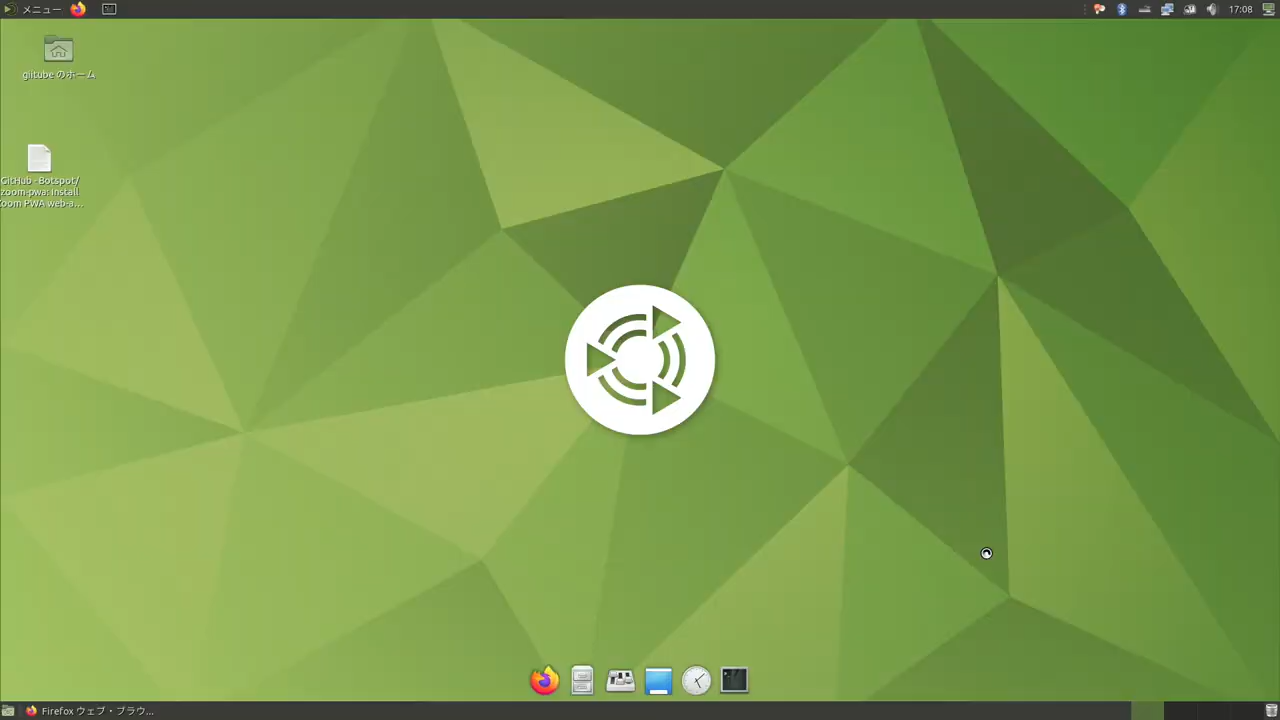 メニュー
17:08
giitube のホーム
GitHub - Botspot/
zoom-pwa: Install
Zoom PWA web-a...
Firefox ウェブ・ブラウ...